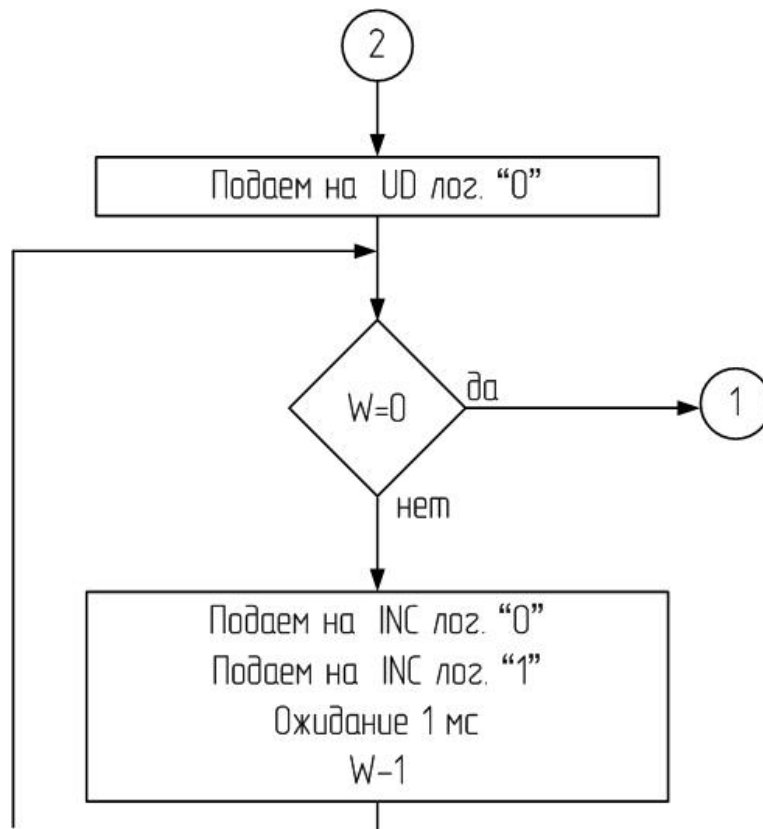 2
Подаем на UD лог. “0”
W=0
да
1
нет
Подаем на INC лог. “0”
Подаем на INC лог. “1”
Ожидание 1 мс
W-1